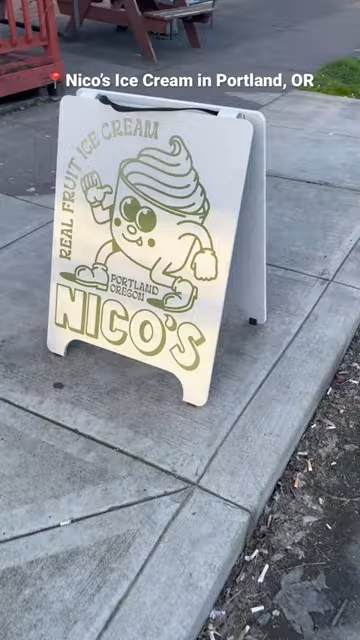 📍 Nico's Ice Cream in Portland, OR
REAL FRUIT ICE CREAM
PORTLAND
OREGON
NICO'S